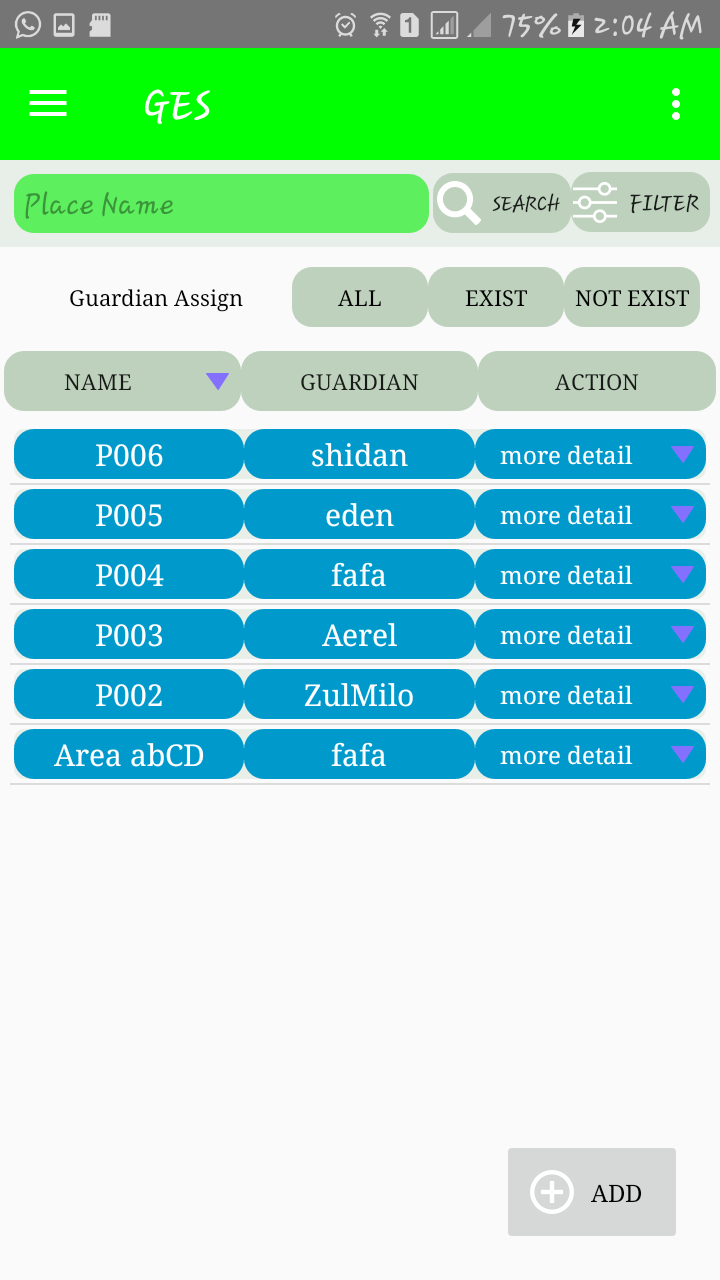 1 75% 2:04 AM
GES
Place Name SEARCH FILTER
Guardian Assign ALL EXIST NOT EXIST
NAME GUARDIAN ACTION
P006 shidan more detail
P005 eden more detail
P004 fafa more detail
P003 Aerel more detail
P002 ZulMilo more detail
Area abCD fafa more detail
ADD